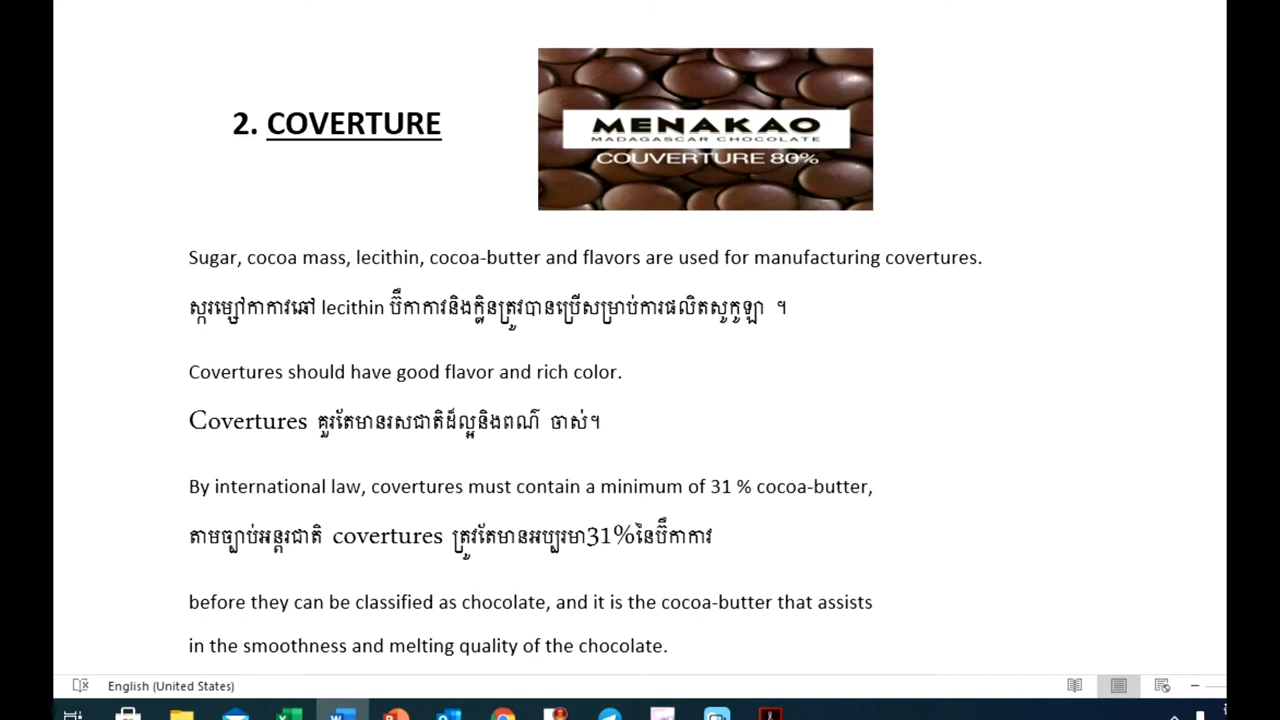 2. COVERTURE
MENAKAO
MADAGASCAR CHOCOLATE
COUVERTURE 80%
Sugar, cocoa mass, lecithin, cocoa-butter and flavors are used for manufacturing covertures.
ស្ករម្សៅកាកាវឆៅ lecithin ប៊ឺកាកាវនិងក្លិនត្រូវបានប្រើសម្រាប់ការផលិតសូកូឡា ។
Covertures should have good flavor and rich color.
Covertures គួរតែមានរសជាតិដ៏ល្អនិងពណ៌ ចាស់។
By international law, covertures must contain a minimum of 31 % cocoa-butter,
តាមច្បាប់អន្តរជាតិ covertures ត្រូវតែមានអប្បរមា31%នៃប៊ឺកាកាវ
before they can be classified as chocolate, and it is the cocoa-butter that assists
in the smoothness and melting quality of the chocolate.
English (United States)